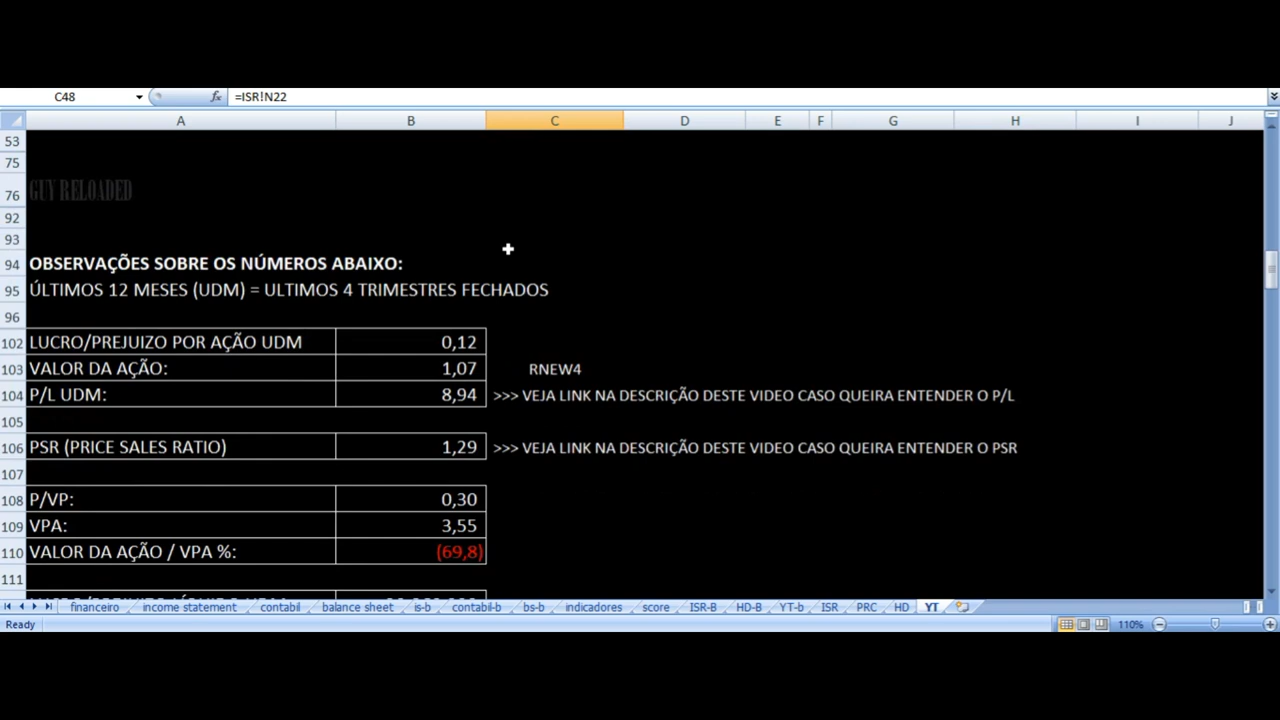 C48 fx =ISR!N22
A B C D E F G H I J
53
75
76 GUY RELOADED
92
93
94 OBSERVAÇÕES SOBRE OS NÚMEROS ABAIXO:
95 ÚLTIMOS 12 MESES (UDM) = ULTIMOS 4 TRIMESTRES FECHADOS
96
102 LUCRO/PREJUIZO POR AÇÃO UDM 0,12
103 VALOR DA AÇÃO: 1,07 RNEW4
104 P/L UDM: 8,94 >>> VEJA LINK NA DESCRIÇÃO DESTE VIDEO CASO QUEIRA ENTENDER O P/L
105
106 PSR (PRICE SALES RATIO) 1,29 >>> VEJA LINK NA DESCRIÇÃO DESTE VIDEO CASO QUEIRA ENTENDER O PSR
107
108 P/VP: 0,30
109 VPA: 3,55
110 VALOR DA AÇÃO / VPA %: (69,8)
111
financeiro income statement contabil balance sheet is-b contabil-b bs-b indicadores score ISR-B HD-B YT-b ISR PRC HD YT
Ready 110%